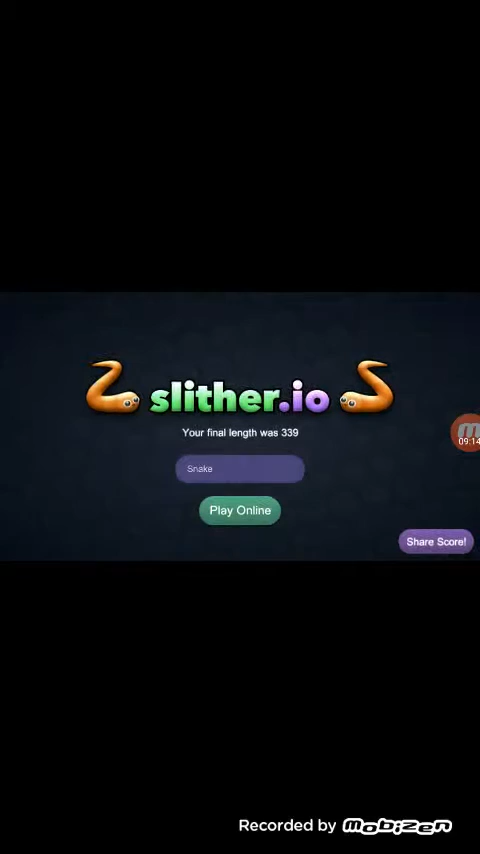 slither.io
Your final length was 339
Snake
Play Online
09:14
Share Score!
Recorded by mobizen